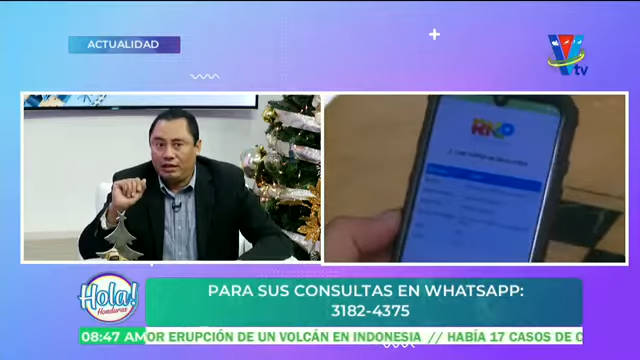 ACTUALIDAD
V
tv
RNP
Hola!
Honduras
PARA SUS CONSULTAS EN WHATSAPP:
3182-4375
08:47 AM
OR ERUPCIÓN DE UN VOLCÁN EN INDONESIA // HABÍA 17 CASOS DE C